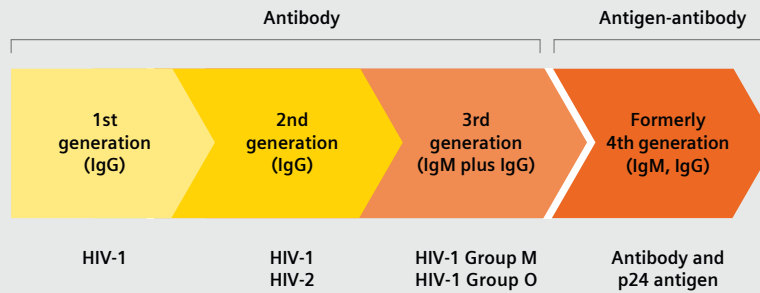 Antibody
Antigen-antibody
1st
generation
(IgG)
2nd
generation
(IgG)
3rd
generation
(IgM plus IgG)
Formerly
4th generation
(IgM, IgG)
HIV-1
HIV-1
HIV-2
HIV-1 Group M
HIV-1 Group O
Antibody and
p24 antigen